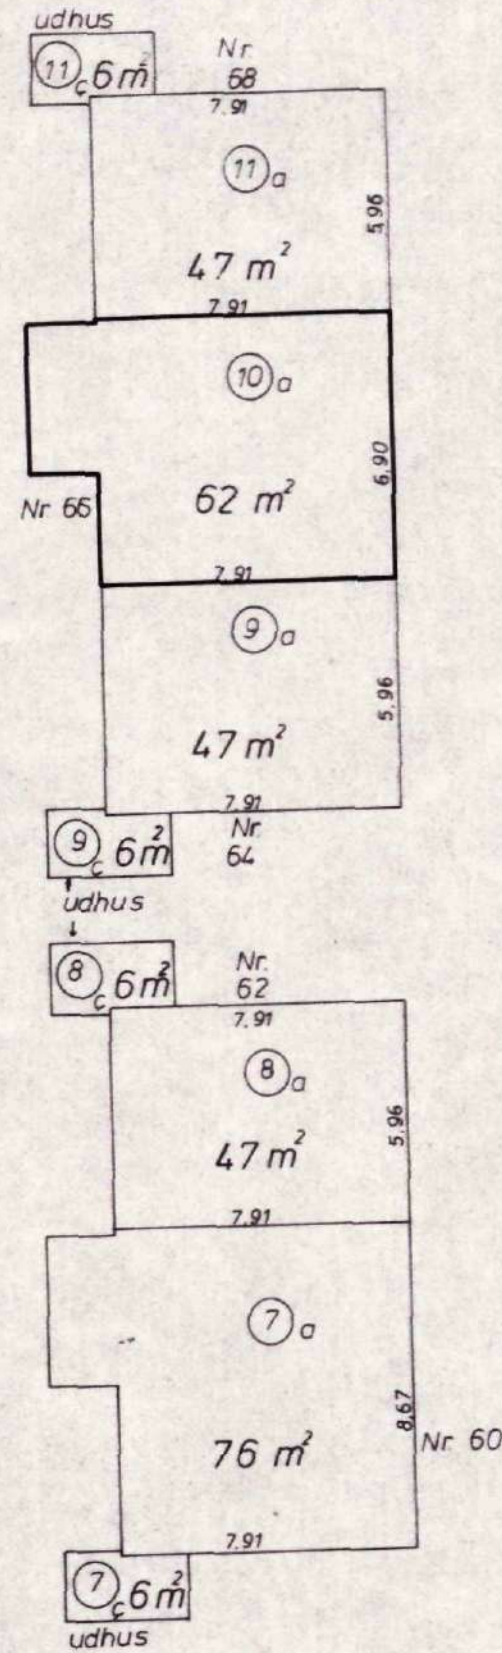 udhus
11 c 6 m²
Nr.
68
7.91
11 a
5,96
47 m²
7.91
10 a
6,90
Nr 66
62 m²
7.91
9 a
5,96
47 m²
7.91
9 c 6 m²
Nr.
64
udhus
8 c 6 m²
Nr.
62
7.91
8 a
5,96
47 m²
7.91
7 a
8,67
Nr 60
76 m²
7.91
7 c 6 m²
udhus